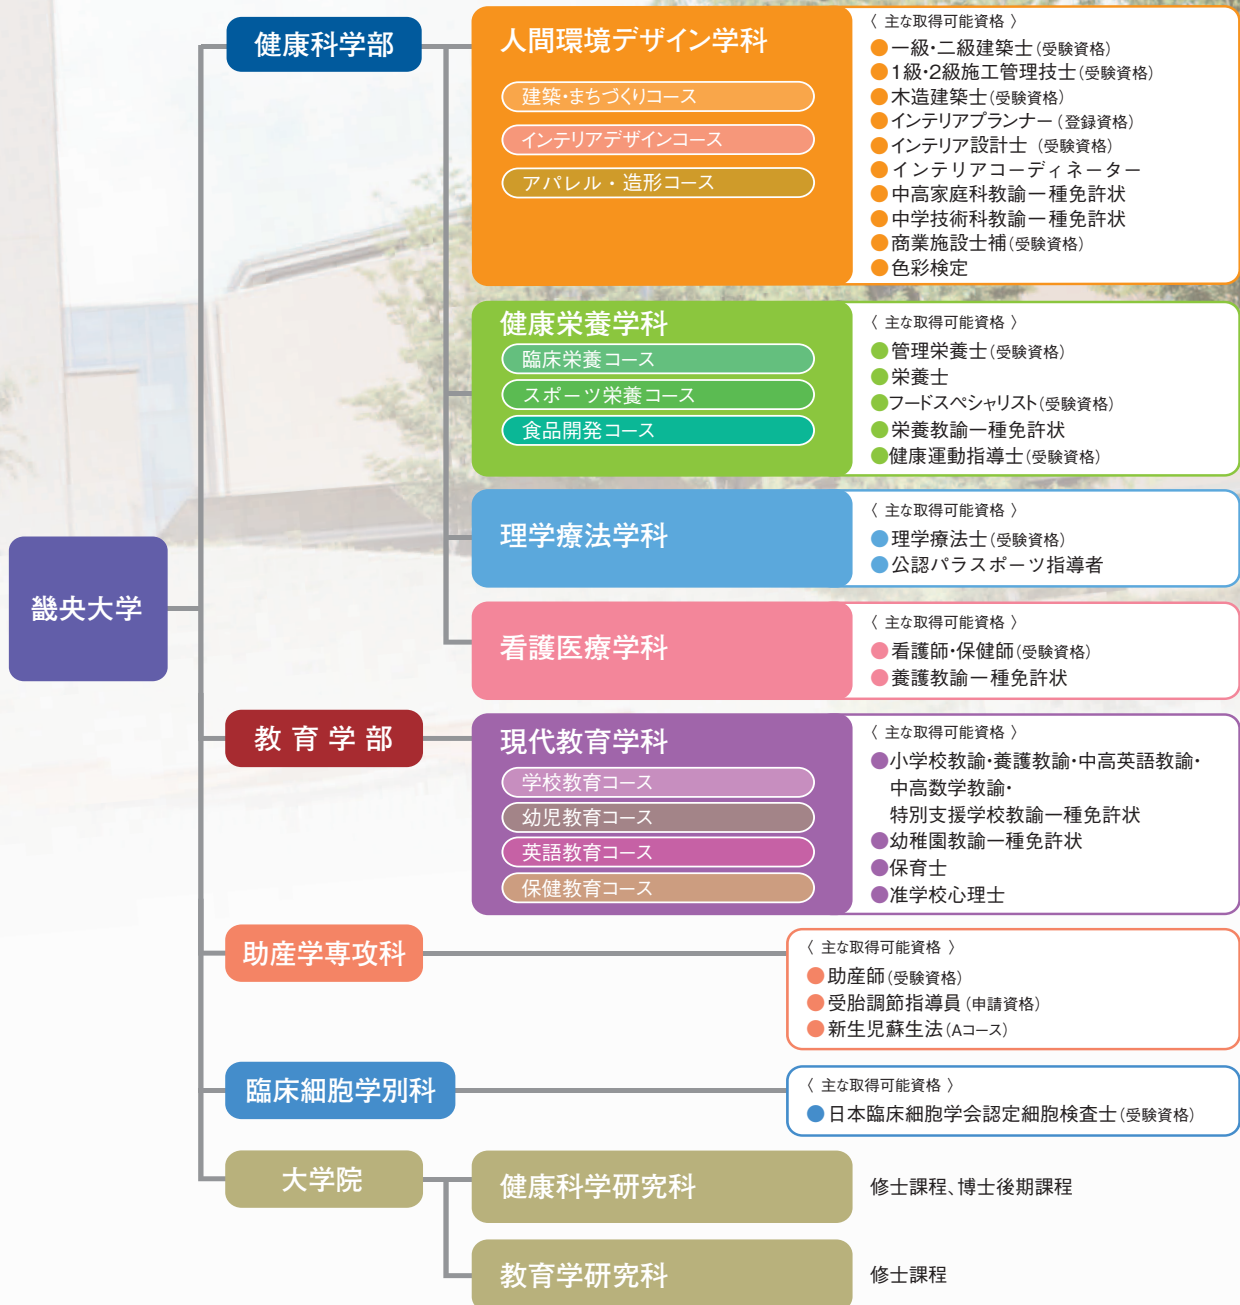 畿央大学
健康科学部
人間環境デザイン学科
建築・まちづくりコース
インテリアデザインコース
アパレル・造形コース
〈 主な取得可能資格 〉
●一級・二級建築士(受験資格)
●1級・2級施工管理技士(受験資格)
●木造建築士(受験資格)
●インテリアプランナー(登録資格)
●インテリア設計士(受験資格)
●インテリアコーディネーター
●中高家庭科教諭一種免許状
●中学技術科教諭一種免許状
●商業施設士補(受験資格)
●色彩検定
健康栄養学科
臨床栄養コース
スポーツ栄養コース
食品開発コース
〈 主な取得可能資格 〉
●管理栄養士(受験資格)
●栄養士
●フードスペシャリスト(受験資格)
●栄養教諭一種免許状
●健康運動指導士(受験資格)
理学療法学科
〈 主な取得可能資格 〉
●理学療法士(受験資格)
●公認パラスポーツ指導者
看護医療学科
〈 主な取得可能資格 〉
●看護師・保健師(受験資格)
●養護教諭一種免許状
教育学部
現代教育学科
学校教育コース
幼児教育コース
英語教育コース
保健教育コース
〈 主な取得可能資格 〉
●小学校教諭・養護教諭・中高英語教諭・
中高数学教諭・
特別支援学校教諭一種免許状
●幼稚園教諭一種免許状
●保育士
●准学校心理士
助産学専攻科
〈 主な取得可能資格 〉
●助産師(受験資格)
●受胎調節指導員(申請資格)
●新生児蘇生法(Aコース)
臨床細胞学別科
〈 主な取得可能資格 〉
●日本臨床細胞学会認定細胞検査士(受験資格)
大学院
健康科学研究科
修士課程、博士後期課程
教育学研究科
修士課程